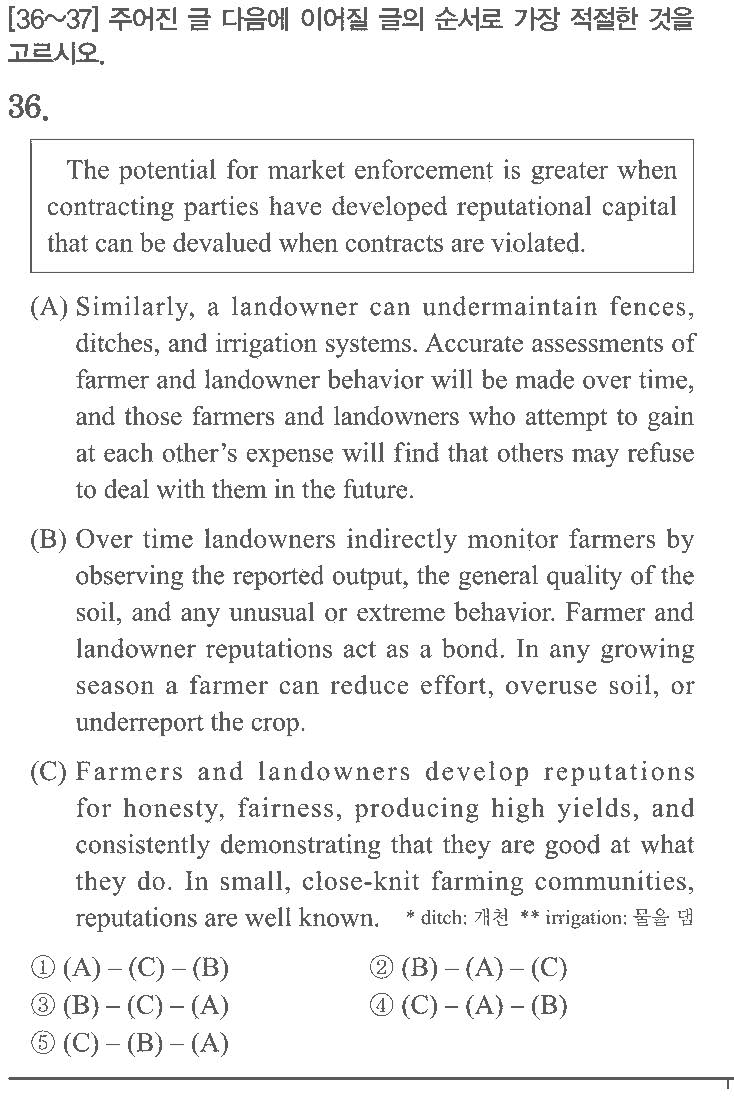 [36~37] 주어진 글 다음에 이어질 글의 순서로 가장 적절한 것을
고르시오.
36.
The potential for market enforcement is greater when
contracting parties have developed reputational capital
that can be devalued when contracts are violated.
(A) Similarly, a landowner can undermaintain fences,
ditches, and irrigation systems. Accurate assessments of
farmer and landowner behavior will be made over time,
and those farmers and landowners who attempt to gain
at each other's expense will find that others may refuse
to deal with them in the future.
(B) Over time landowners indirectly monitor farmers by
observing the reported output, the general quality of the
soil, and any unusual or extreme behavior. Farmer and
landowner reputations act as a bond. In any growing
season a farmer can reduce effort, overuse soil, or
underreport the crop.
(C) Farmers and landowners develop reputations
for honesty, fairness, producing high yields, and
consistently demonstrating that they are good at what
they do. In small, close-knit farming communities,
reputations are well known. * ditch: 개천 ** irrigation: 물을 댐
① (A) – (C) – (B) ② (B) – (A) – (C)
③ (B) – (C) – (A) ④ (C) – (A) – (B)
⑤ (C) – (B) – (A)